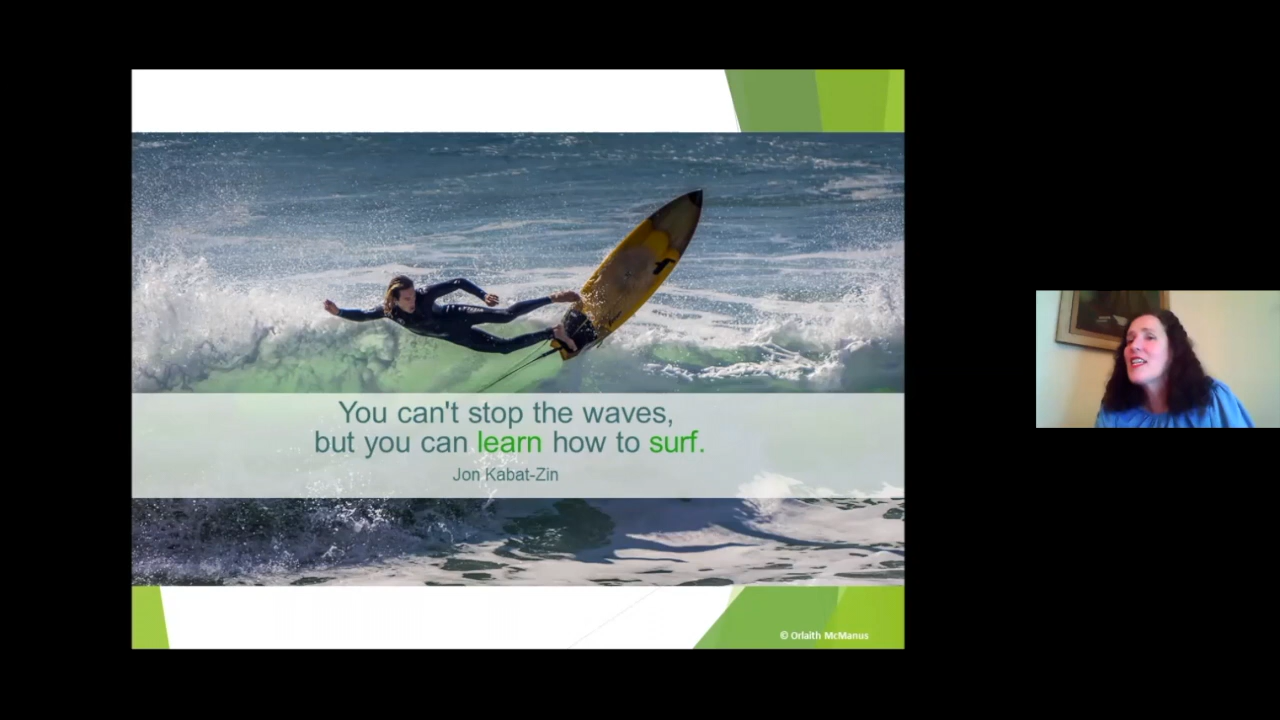 You can't stop the waves,
but you can learn how to surf.
Jon Kabat-Zin
© Orlaith McManus